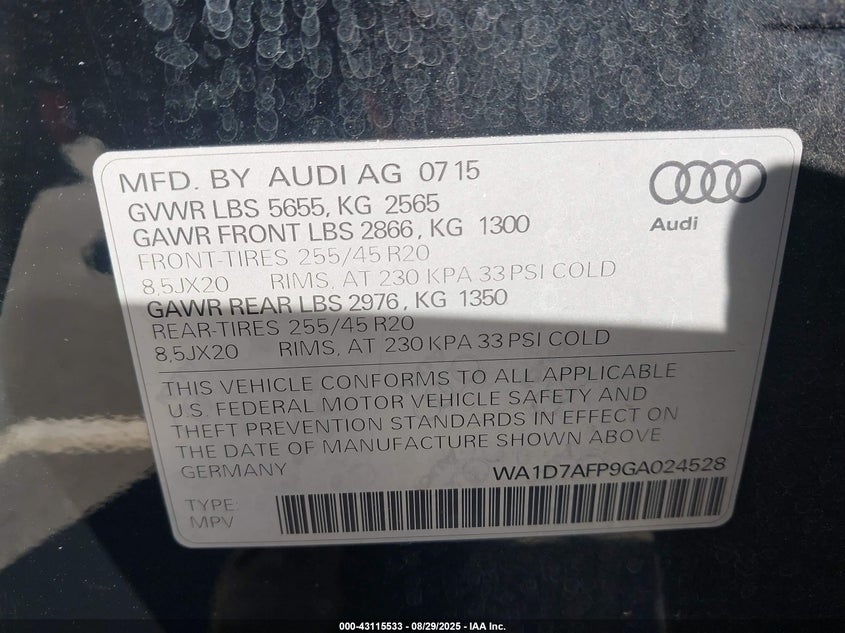 MFD. BY AUDI AG 07 15
GVWR LBS 5655, KG 2565
GAWR FRONT LBS 2866, KG 1300
FRONT-TIRES 255/45 R20
8,5JX20 RIMS, AT 230 KPA 33 PSI COLD
GAWR REAR LBS 2976, KG 1350
REAR-TIRES 255/45 R20
8,5JX20 RIMS, AT 230 KPA 33 PSI COLD
Audi
THIS VEHICLE CONFORMS TO ALL APPLICABLE
U.S. FEDERAL MOTOR VEHICLE SAFETY AND
THEFT PREVENTION STANDARDS IN EFFECT ON
THE DATE OF MANUFACTURE SHOWN ABOVE.
GERMANY WA1D7AFP9GA024528
TYPE:
MPV
000-43115533 - 08/29/2025 - IAA Inc.